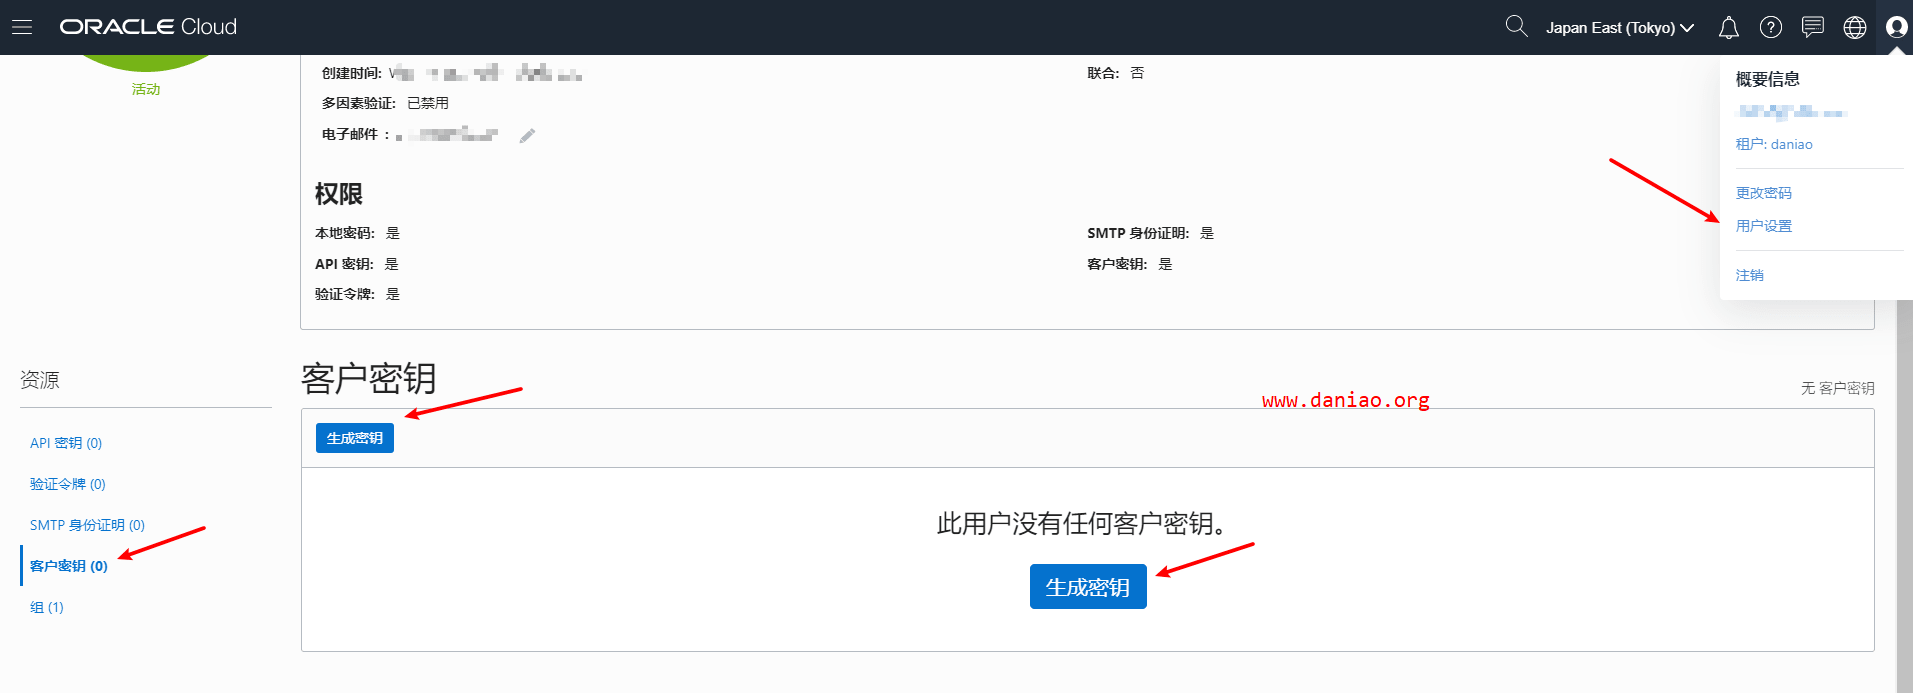 ORACLE Cloud
Japan East (Tokyo)
活动
创建时间:
联合: 否
多因素验证: 已禁用
电子邮件：
概要信息
租户: daniao
更改密码
用户设置
注销
权限
本地密码: 是
SMTP 身份证明: 是
API 密钥: 是
客户密钥: 是
验证令牌: 是
资源
API 密钥 (0)
验证令牌 (0)
SMTP 身份证明 (0)
客户密钥 (0)
组 (1)
客户密钥
www.daniao.org
无 客户密钥
生成密钥
此用户没有任何客户密钥。
生成密钥